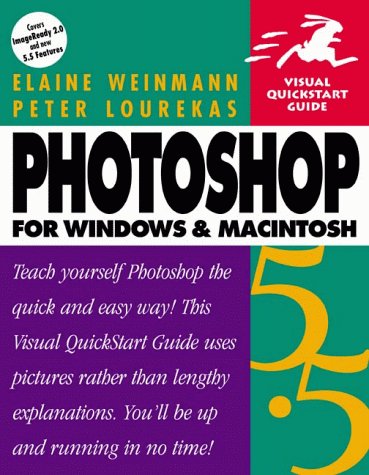 Covers
ImageReady 2.0
and new
5.5 Features
ELAINE WEINMANN
PETER LOUREKAS
VISUAL
QUICKSTART
GUIDE
PHOTOSHOP
FOR WINDOWS & MACINTOSH
5.5
Teach yourself Photoshop the
quick and easy way! This
Visual QuickStart Guide uses
pictures rather than lengthy
explanations. You'll be up
and running in no time!